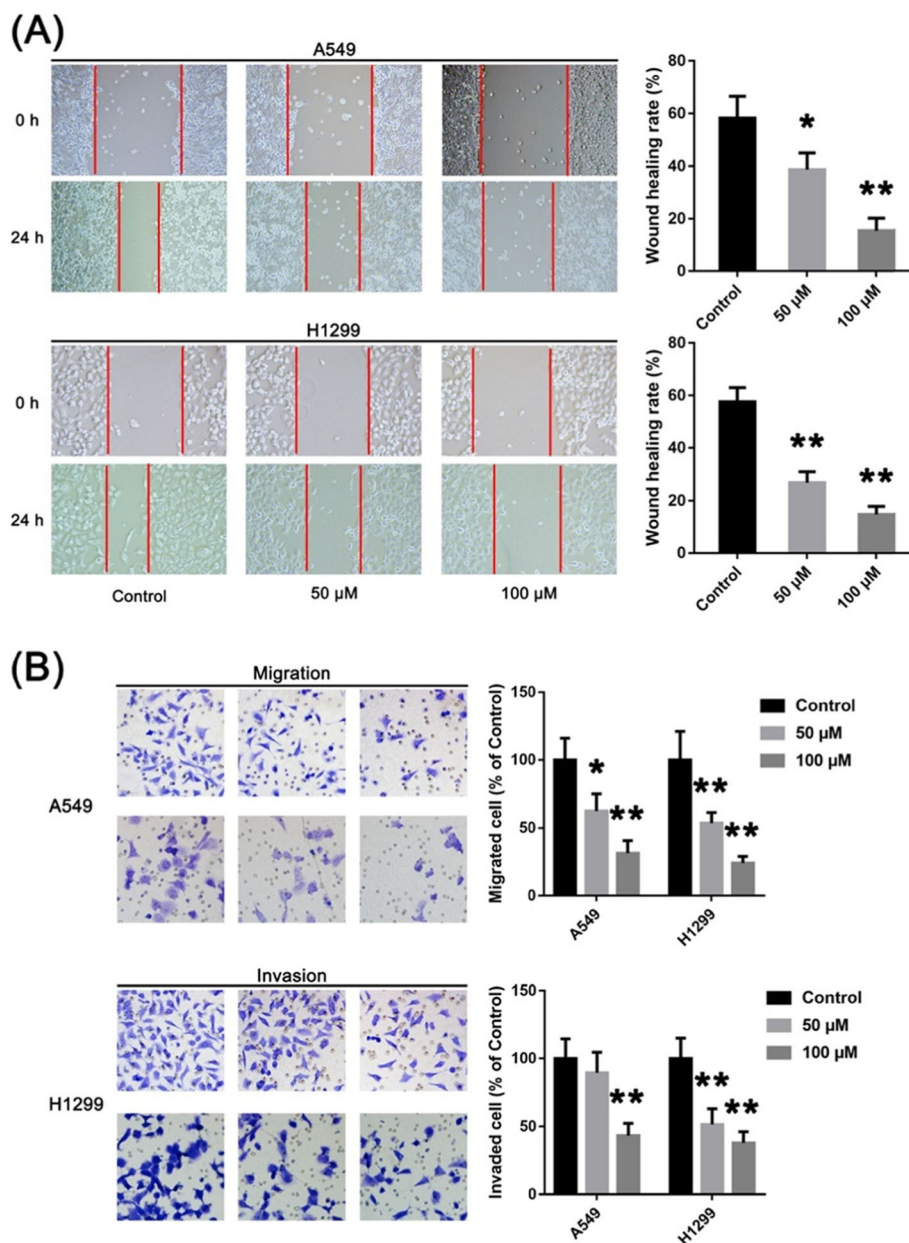 (A)
A549
0 h
24 h
H1299
0 h
24 h
Control 50 µM 100 µM
Wound healing rate (%)
80
60
40
20
0
*
**
Control
50 µM
100 µM
Wound healing rate (%)
80
60
40
20
0
**
**
Control
50 µM
100 µM
(B)
Migration
A549
Invasion
H1299
Migrated cell (% of Control)
150
100
50
0
*
**
**
**
A549
H1299
Control
50 µM
100 µM
Invaded cell (% of Control)
150
100
50
0
**
**
**
A549
H1299
Control
50 µM
100 µM